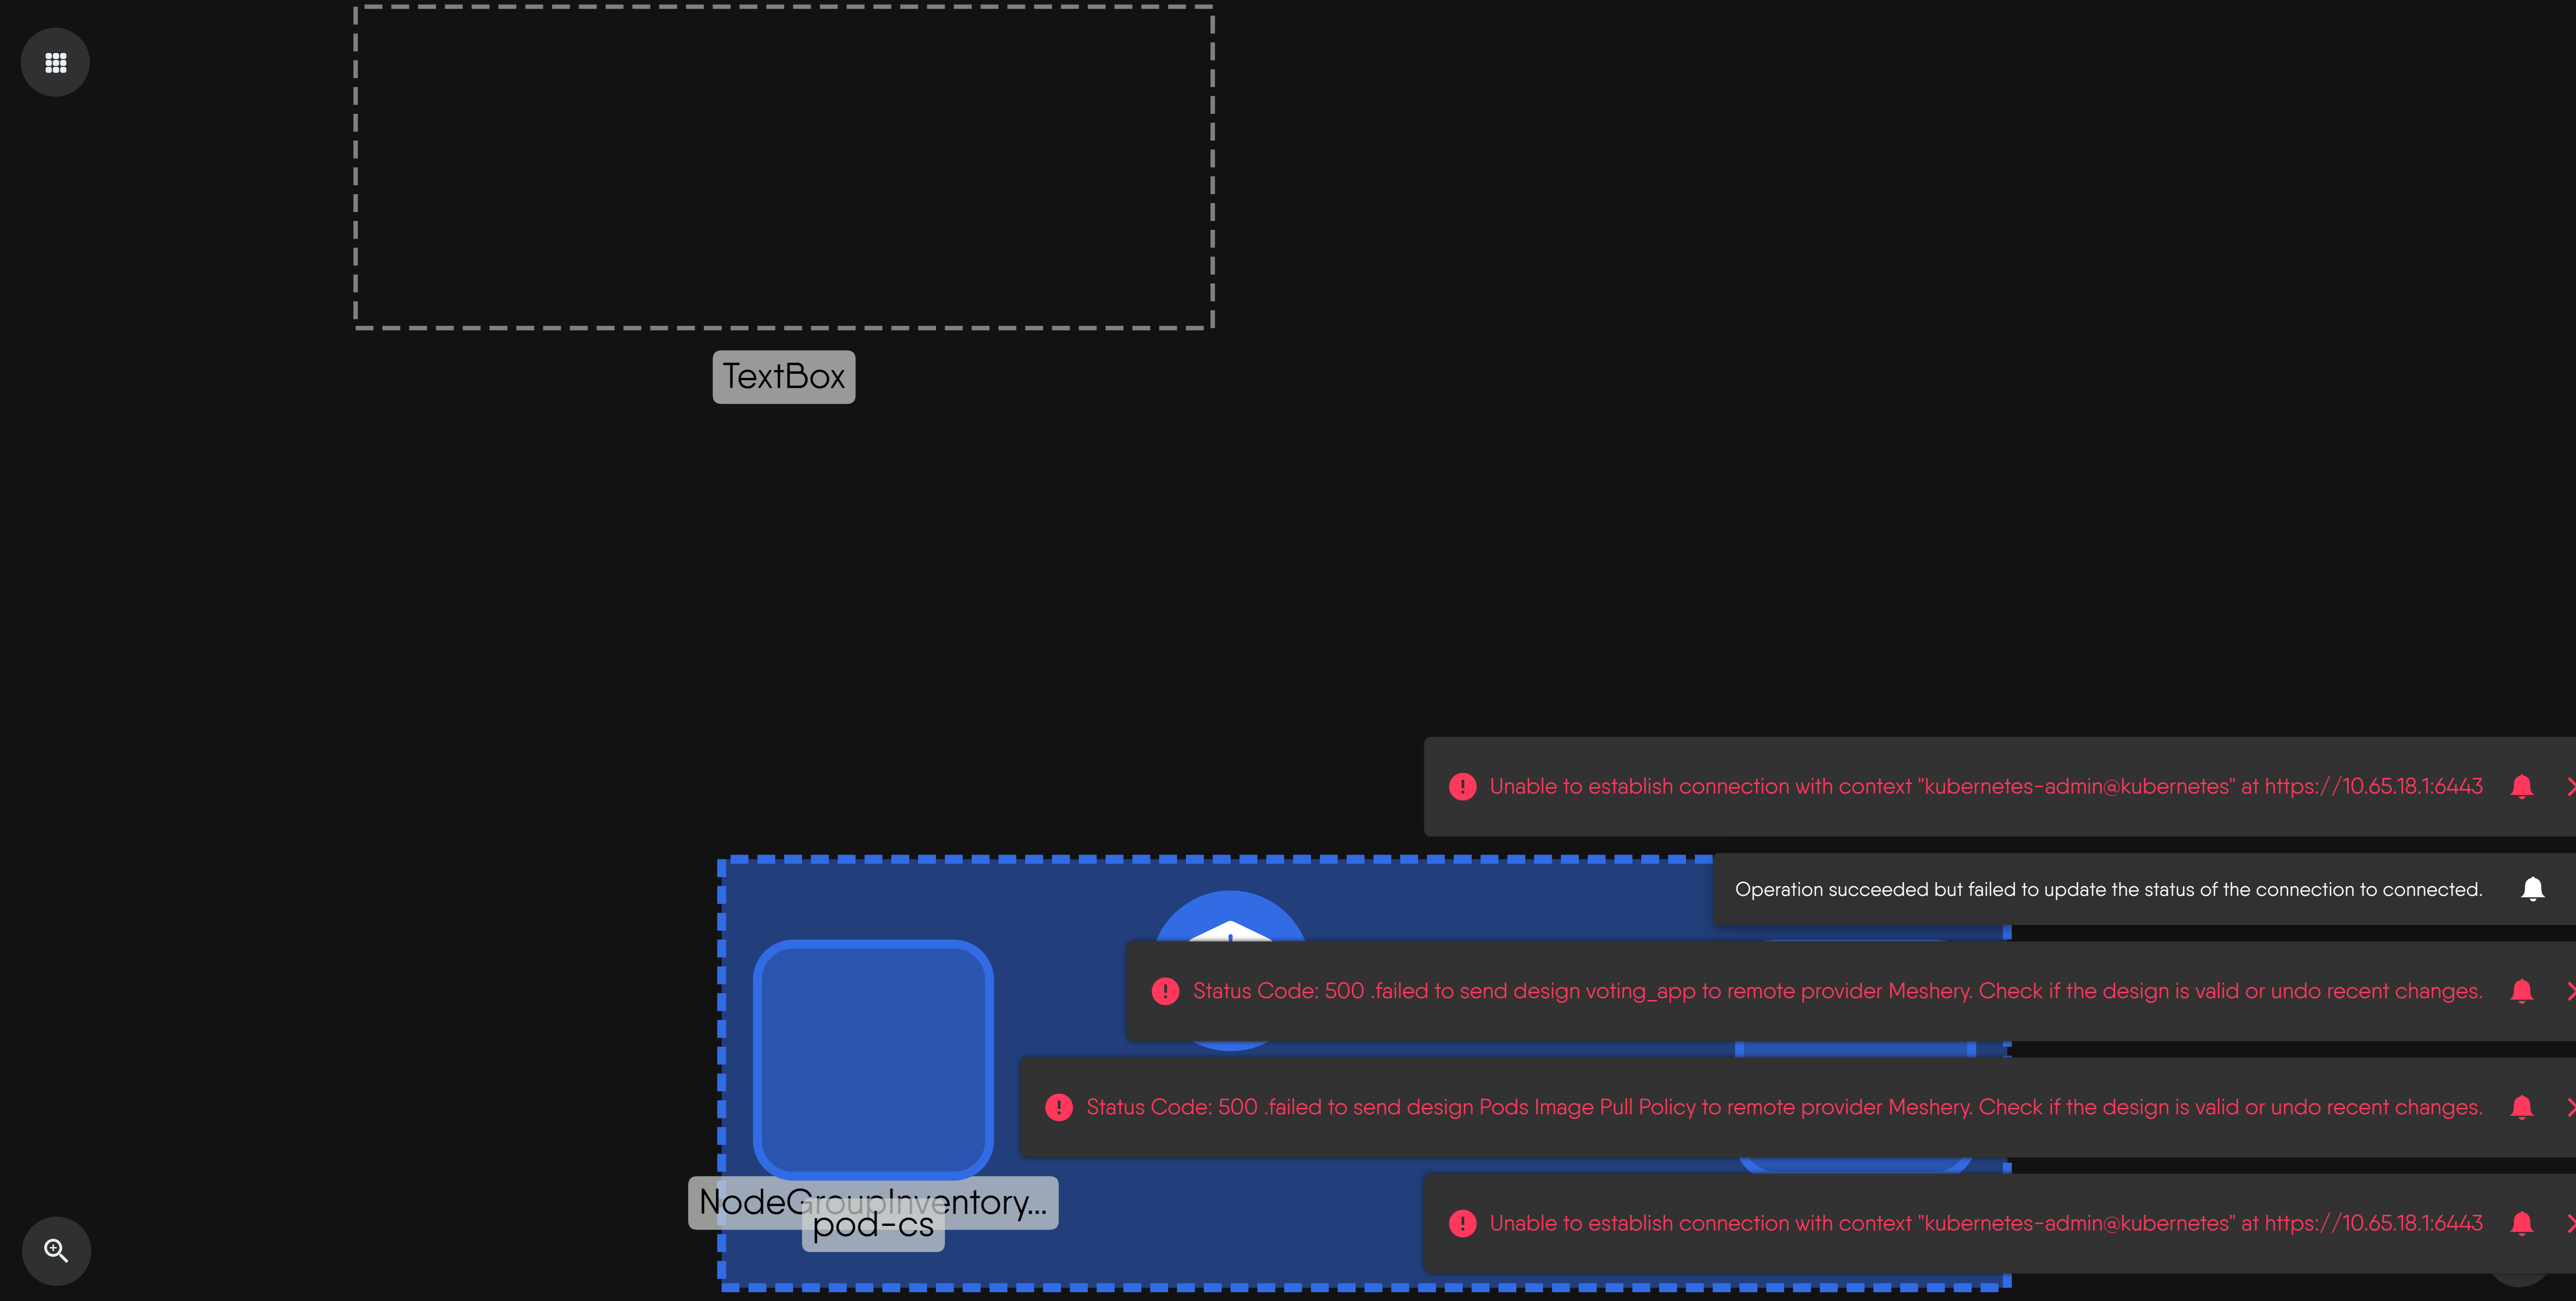 TextBox
Unable to establish connection with context "kubernetes-admin@kubernetes" at https://10.65.18.1:6443
Operation succeeded but failed to update the status of the connection to connected.
Status Code: 500 .failed to send design voting_app to remote provider Meshery. Check if the design is valid or undo recent changes.
Status Code: 500 .failed to send design Pods Image Pull Policy to remote provider Meshery. Check if the design is valid or undo recent changes.
NodeGroupInventory...
pod-cs
Unable to establish connection with context "kubernetes-admin@kubernetes" at https://10.65.18.1:6443